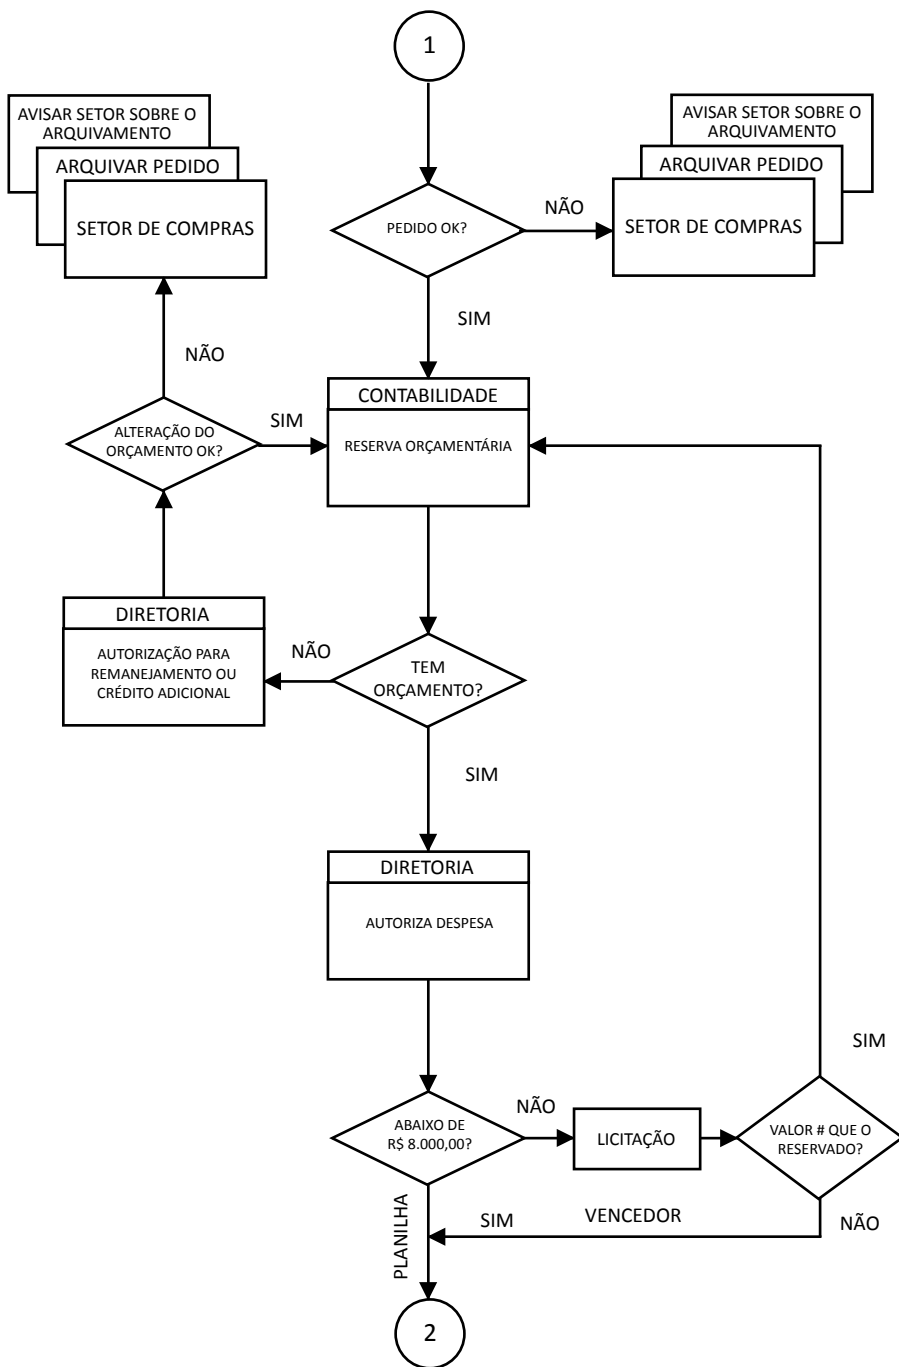 1
AVISAR SETOR SOBRE O
ARQUIVAMENTO
ARQUIVAR PEDIDO
SETOR DE COMPRAS
AVISAR SETOR SOBRE O
ARQUIVAMENTO
ARQUIVAR PEDIDO
SETOR DE COMPRAS
PEDIDO OK?
NÃO
SIM
NÃO
CONTABILIDADE
RESERVA ORÇAMENTÁRIA
SIM
ALTERAÇÃO DO
ORÇAMENTO OK?
DIRETORIA
AUTORIZAÇÃO PARA
REMANEJAMENTO OU
CRÉDITO ADICIONAL
NÃO
TEM
ORÇAMENTO?
SIM
DIRETORIA
AUTORIZA DESPESA
SIM
ABAIXO DE
R$ 8.000,00?
NÃO
LICITAÇÃO
VALOR # QUE O
RESERVADO?
PLANILHA
SIM
VENCEDOR
NÃO
2